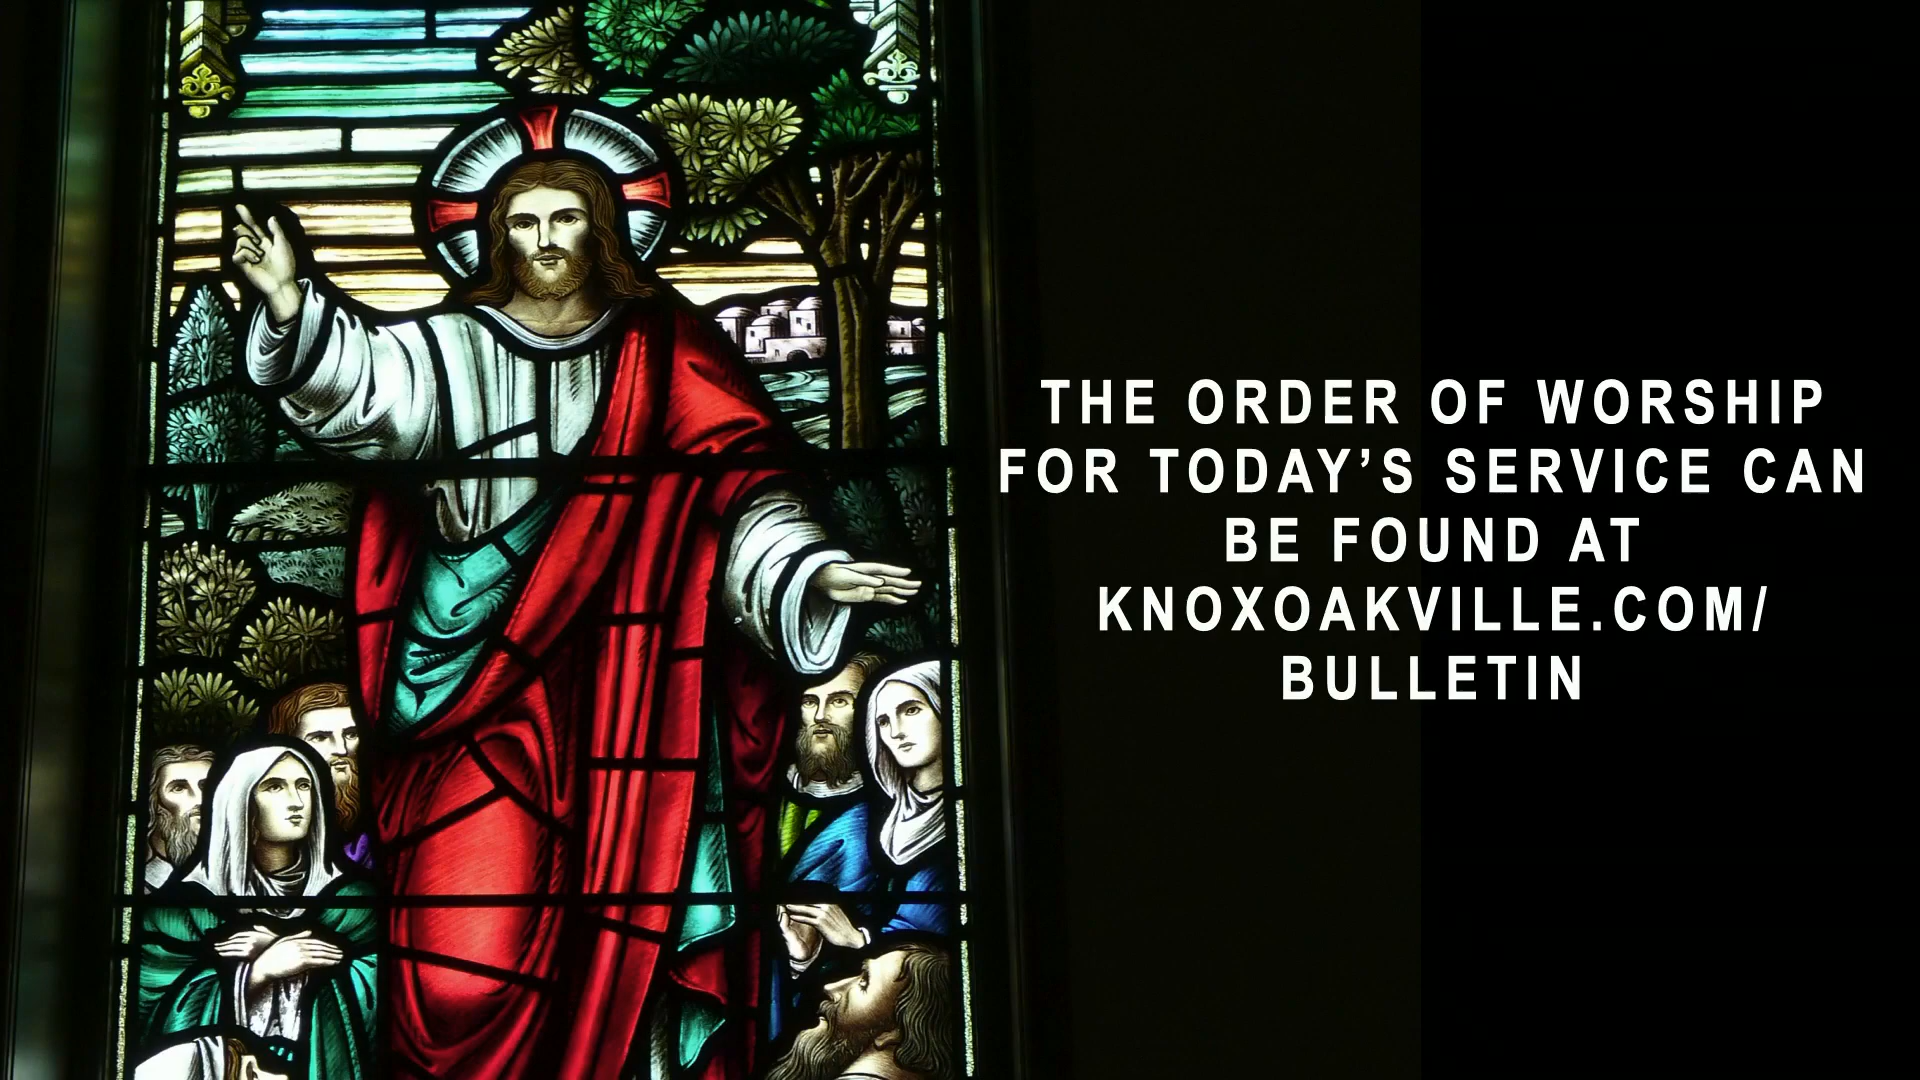 THE ORDER OF WORSHIP
FOR TODAY’S SERVICE CAN
BE FOUND AT
KNOXOAKVILLE.COM/
BULLETIN